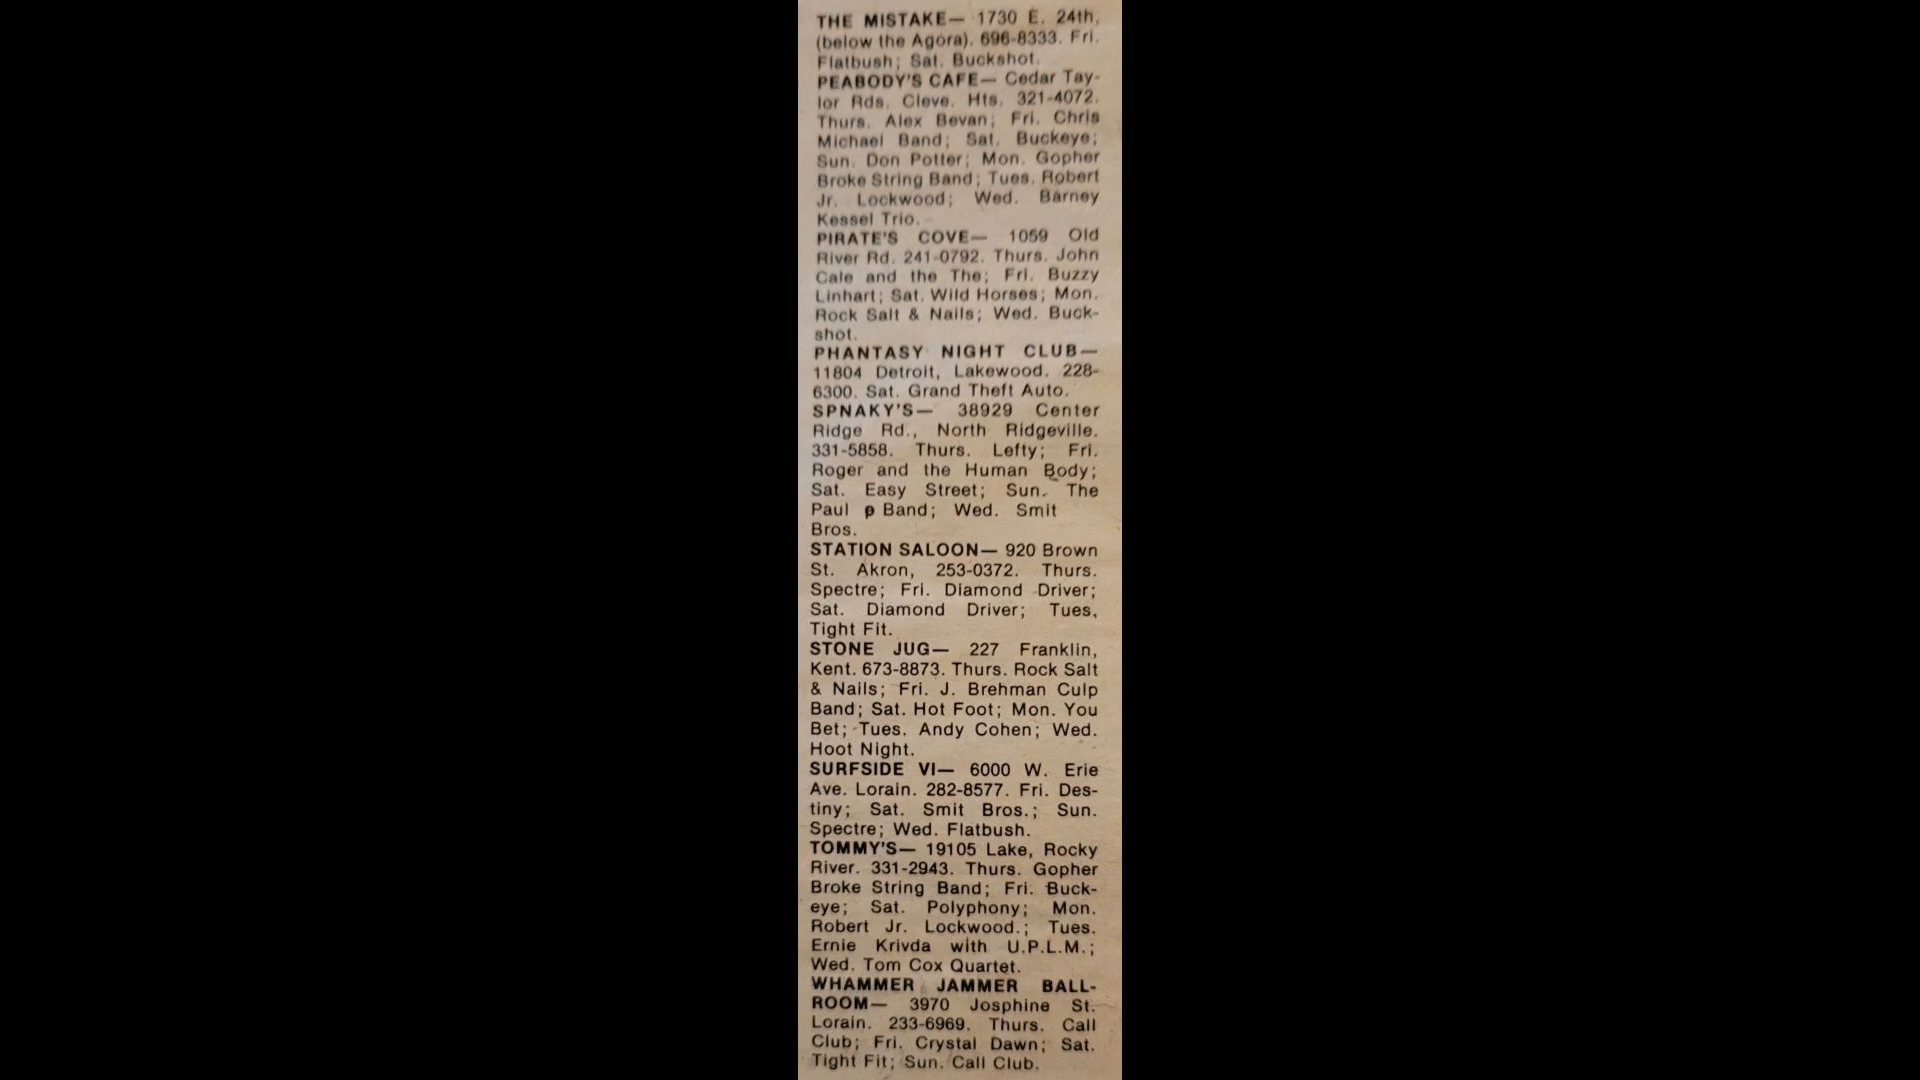 THE MISTAKE— 1730 E. 24th,
(below the Agora). 696-8333. Fri.
Flatbush; Sat. Buckshot.
PEABODY'S CAFE— Cedar Tay-
lor Rds. Cleve. Hts. 321-4072.
Thurs. Alex Bevan; Fri. Chris
Michael Band; Sat. Buckeye;
Sun. Don Potter; Mon. Gopher
Broke String Band; Tues. Robert
Jr. Lockwood; Wed. Barney
Kessel Trio.
PIRATE'S COVE— 1059 Old
River Rd. 241-0792. Thurs. John
Cale and the The; Fri. Buzzy
Linhart; Sat. Wild Horses; Mon.
Rock Salt & Nails; Wed. Buck-
shot.
PHANTASY NIGHT CLUB—
11804 Detroit, Lakewood. 228-
6300. Sat. Grand Theft Auto.
SPNAKY'S— 38929 Center
Ridge Rd., North Ridgeville.
331-5858. Thurs. Lefty; Fri.
Roger and the Human Body;
Sat. Easy Street; Sun. The
Paul Band; Wed. Smit
Bros.
STATION SALOON— 920 Brown
St. Akron, 253-0372. Thurs.
Spectre; Fri. Diamond Driver;
Sat. Diamond Driver; Tues,
Tight Fit.
STONE JUG— 227 Franklin,
Kent. 673-8873. Thurs. Rock Salt
& Nails; Fri. J. Brehman Culp
Band; Sat. Hot Foot; Mon. You
Bet; Tues. Andy Cohen; Wed.
Hoot Night.
SURFSIDE VI— 6000 W. Erie
Ave. Lorain. 282-8577. Fri. Des-
tiny; Sat. Smit Bros.; Sun.
Spectre; Wed. Flatbush.
TOMMY'S— 19105 Lake, Rocky
River. 331-2943. Thurs. Gopher
Broke String Band; Fri. Buck-
eye; Sat. Polyphony; Mon.
Robert Jr. Lockwood.; Tues.
Ernie Krivda with U.P.L.M.;
Wed. Tom Cox Quartet.
WHAMMER JAMMER BALL-
ROOM— 3970 Josphine St.
Lorain. 233-6969. Thurs. Call
Club; Fri. Crystal Dawn; Sat.
Tight Fit; Sun. Call Club.